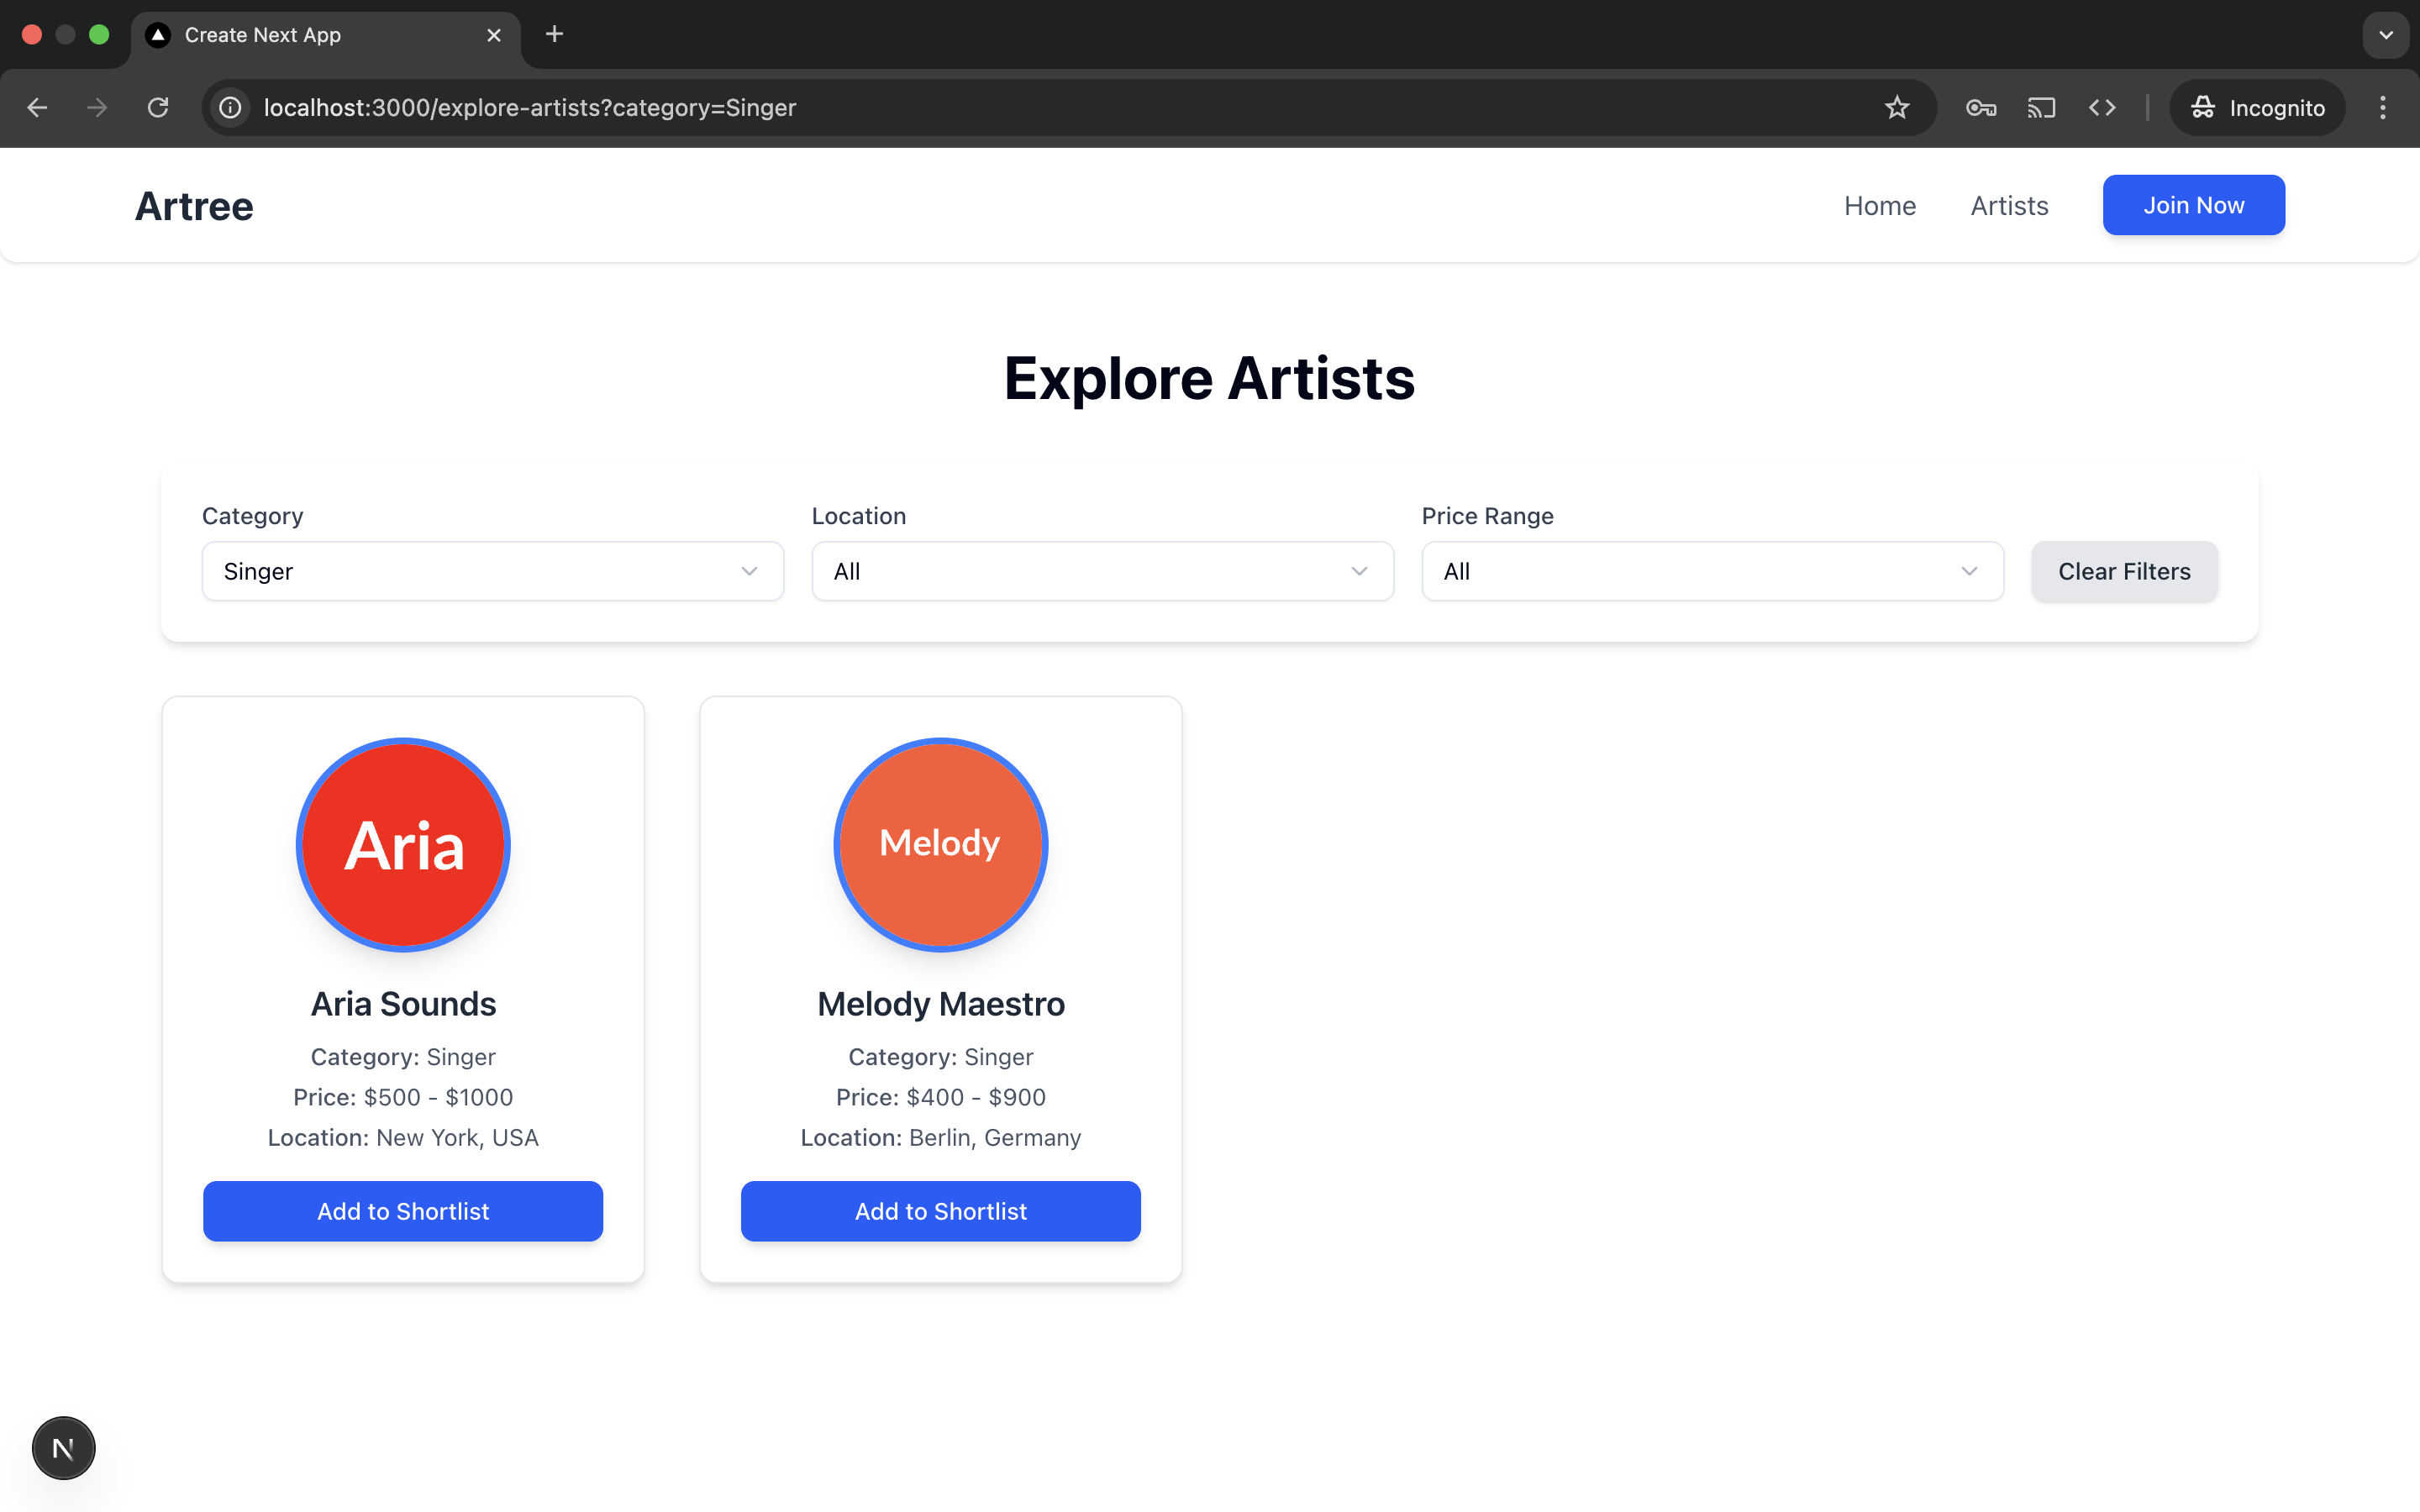 Create Next App
localhost:3000/explore-artists?category=Singer
Incognito
Artree
Home
Artists
Join Now
Explore Artists
Category
Location
Price Range
Singer
All
All
Clear Filters
Aria
Aria Sounds
Category: Singer
Price: $500 - $1000
Location: New York, USA
Add to Shortlist
Melody
Melody Maestro
Category: Singer
Price: $400 - $900
Location: Berlin, Germany
Add to Shortlist
N